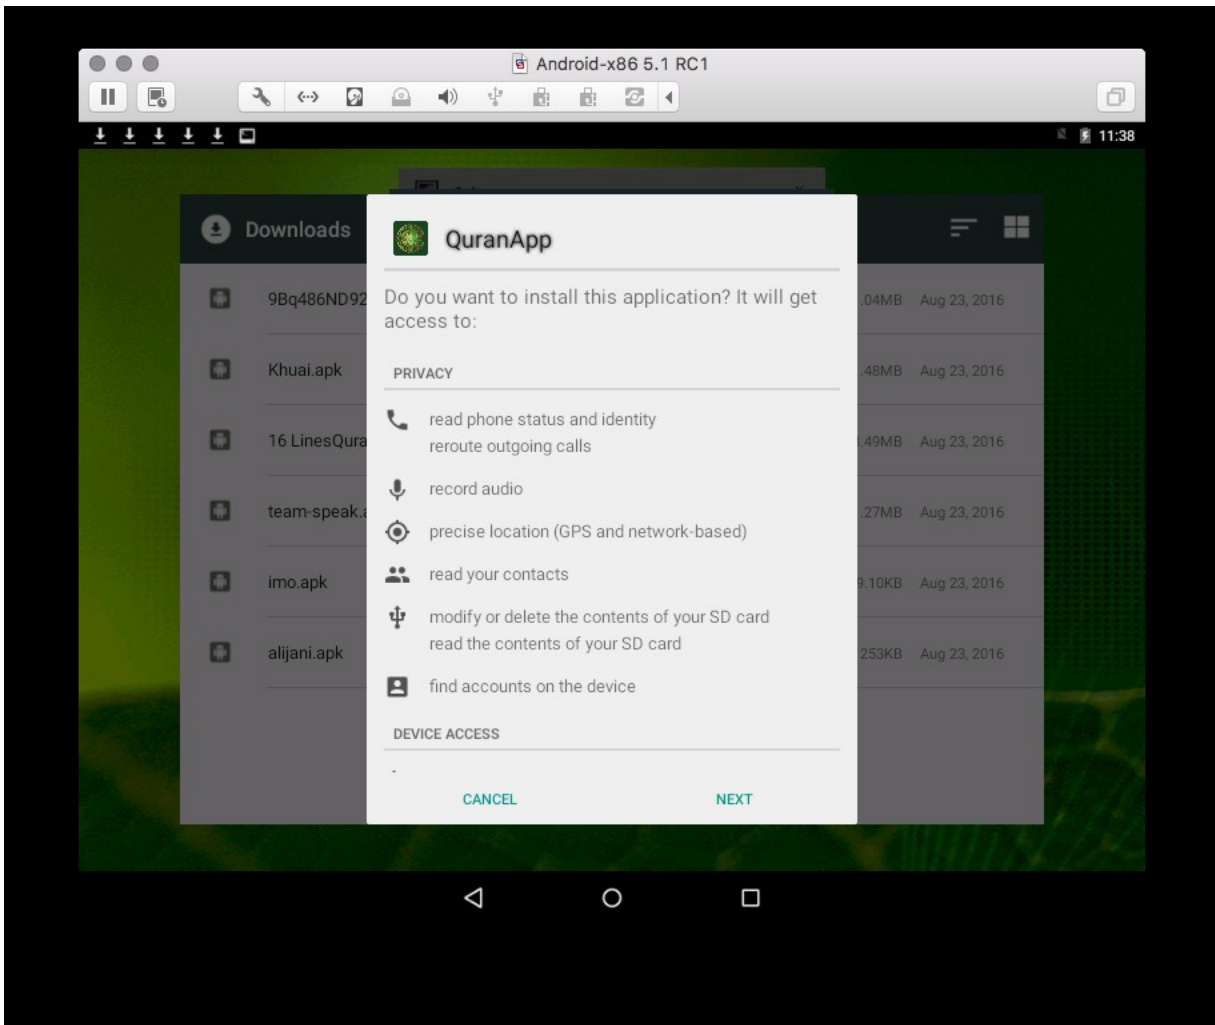 Android-x86 5.1 RC1
11:38
Downloads
QuranApp
Do you want to install this application? It will get
access to:
PRIVACY
read phone status and identity
reroute outgoing calls
record audio
precise location (GPS and network-based)
read your contacts
modify or delete the contents of your SD card
read the contents of your SD card
find accounts on the device
DEVICE ACCESS
CANCEL
NEXT
9Bq486ND92
.04MB Aug 23, 2016
Khuai.apk
.48MB Aug 23, 2016
16 LinesQura
.49MB Aug 23, 2016
team-speak.a
.27MB Aug 23, 2016
imo.apk
9.10KB Aug 23, 2016
alijani.apk
253KB Aug 23, 2016